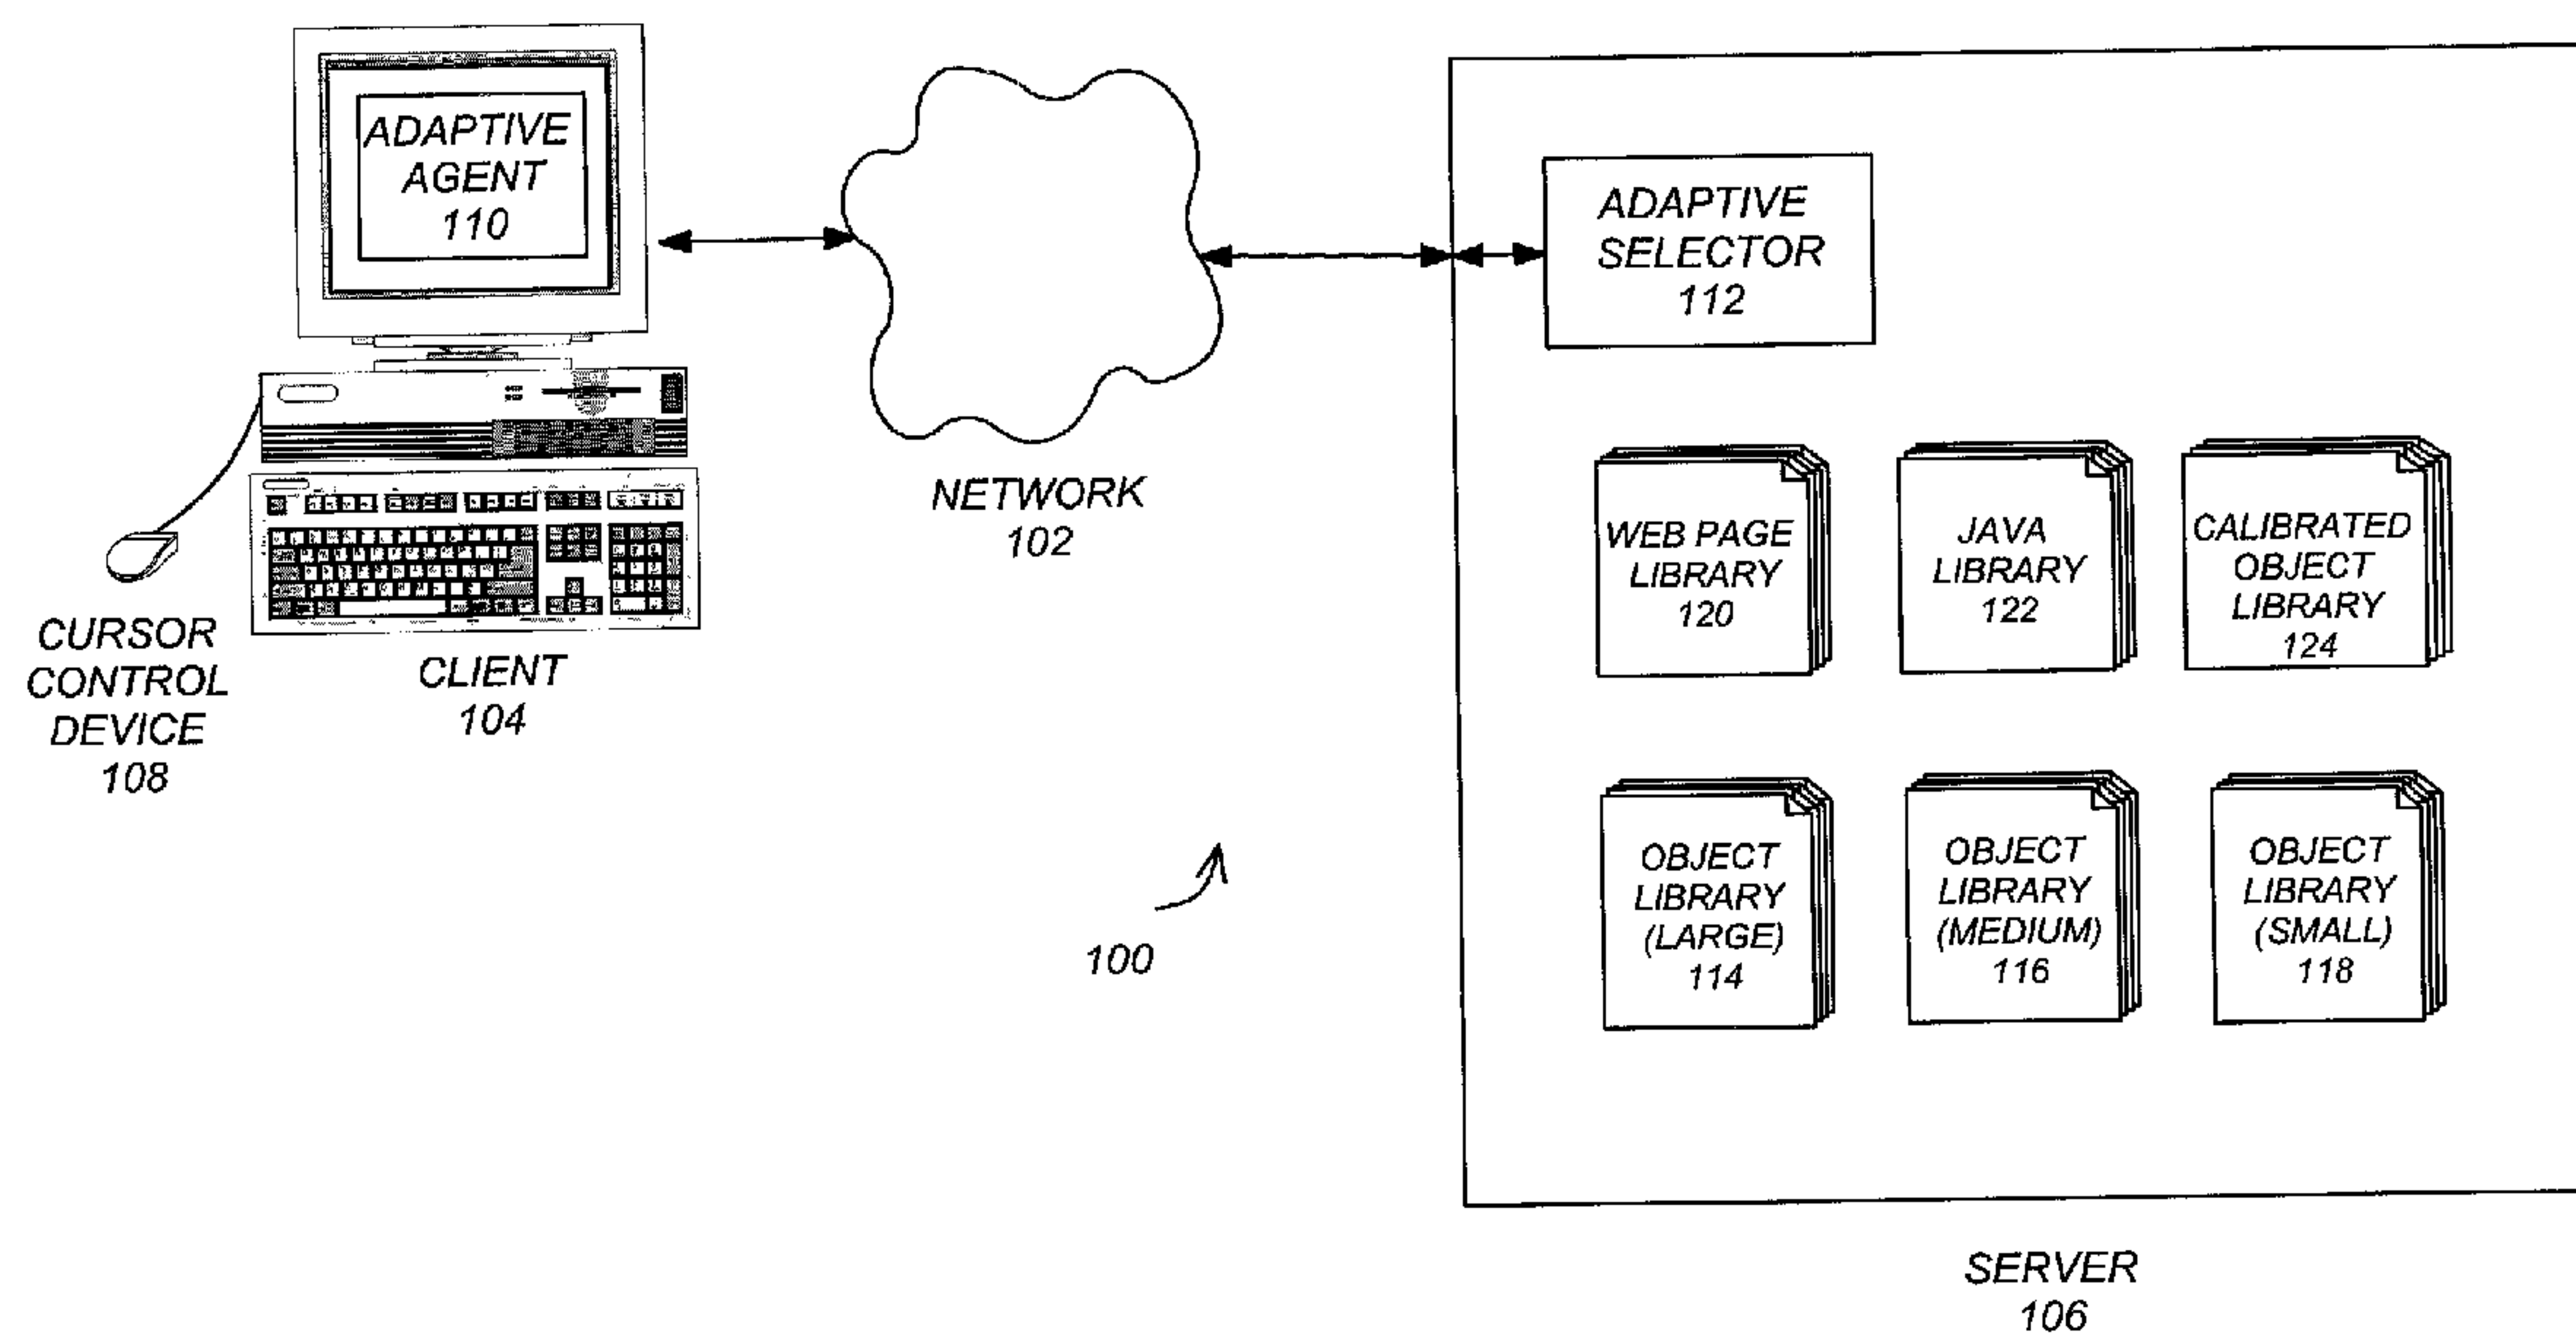 ADAPTIVE
AGENT
110
CURSOR
CONTROL
DEVICE
108
CLIENT
104
NETWORK
102
100
ADAPTIVE
SELECTOR
112
WEB PAGE
LIBRARY
120
JAVA
LIBRARY
122
CALIBRATED
OBJECT
LIBRARY
124
OBJECT
LIBRARY
(LARGE)
114
OBJECT
LIBRARY
(MEDIUM)
116
OBJECT
LIBRARY
(SMALL)
118
SERVER
106